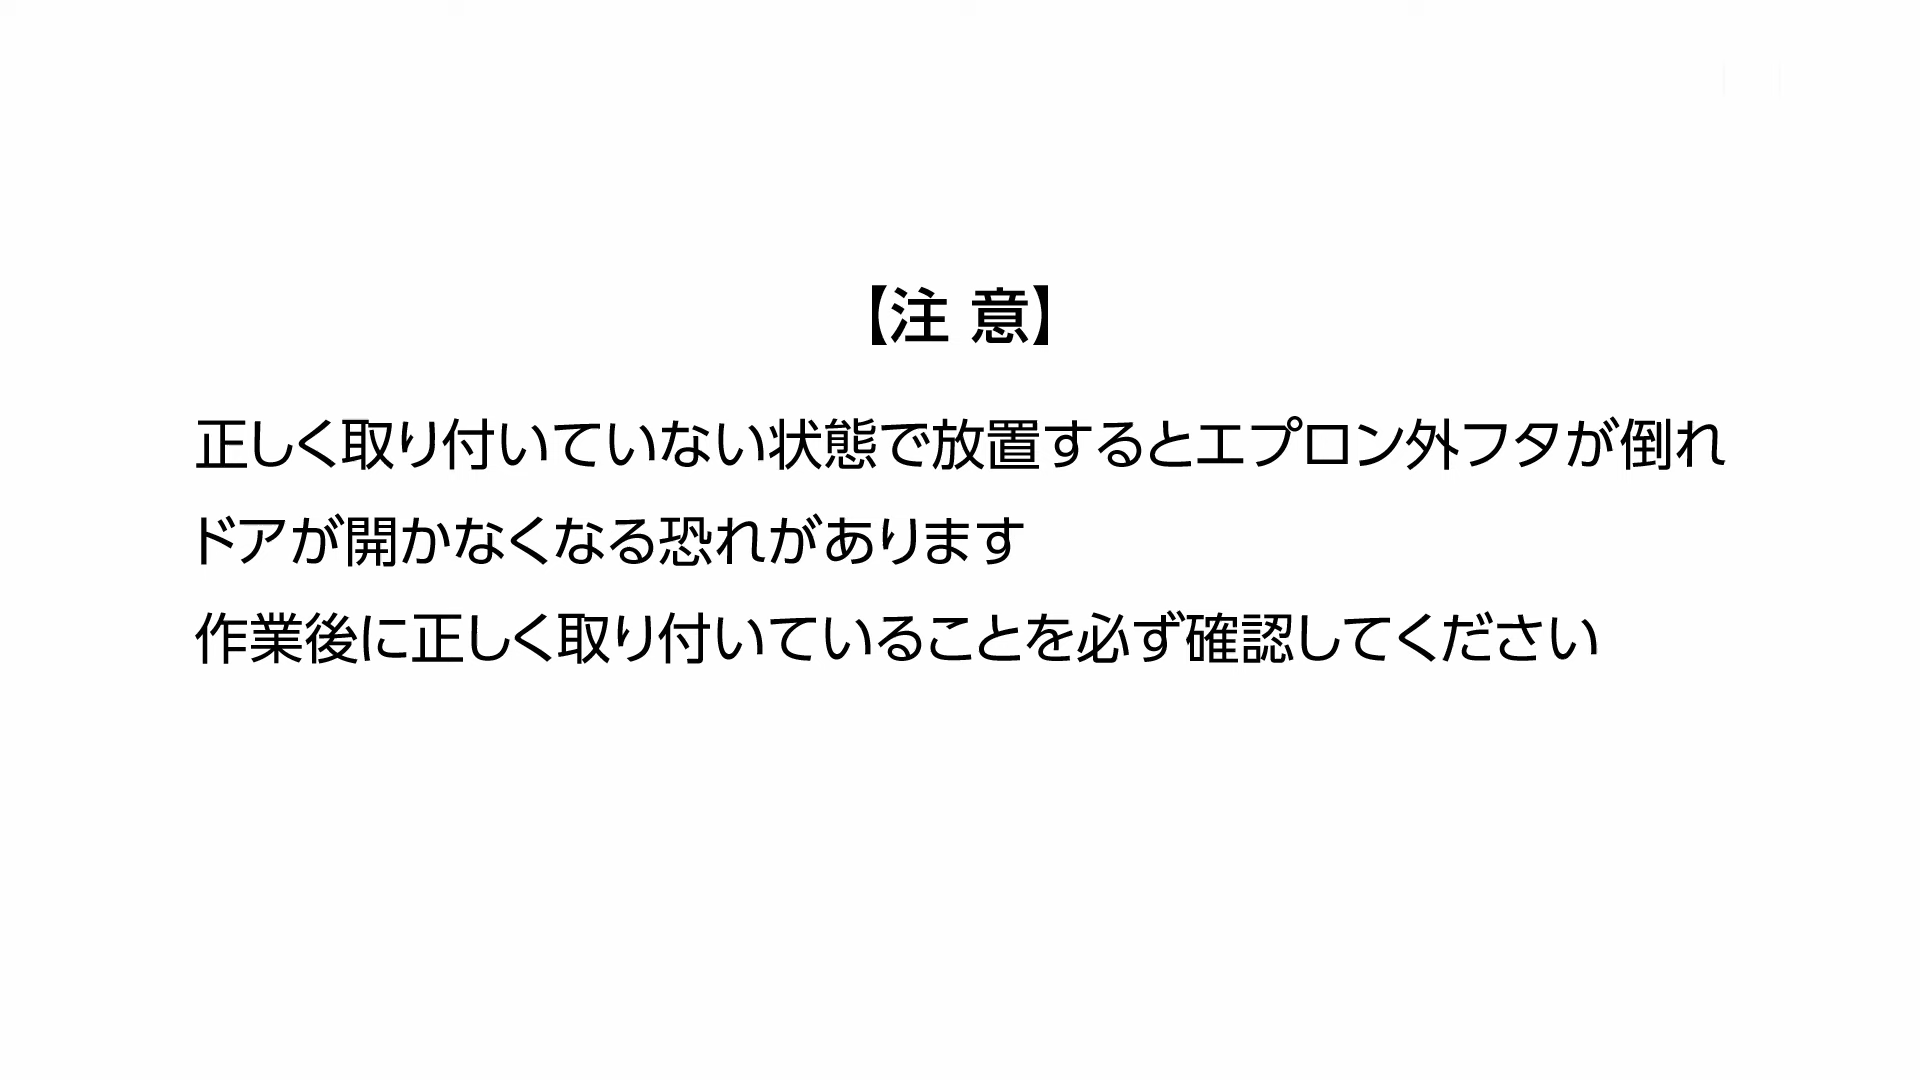 【注 意】
正しく取り付いていない状態で放置するとエプロン外フタが倒れ
ドアが開かなくなる恐れがあります
作業後に正しく取り付いていることを必ず確認してください